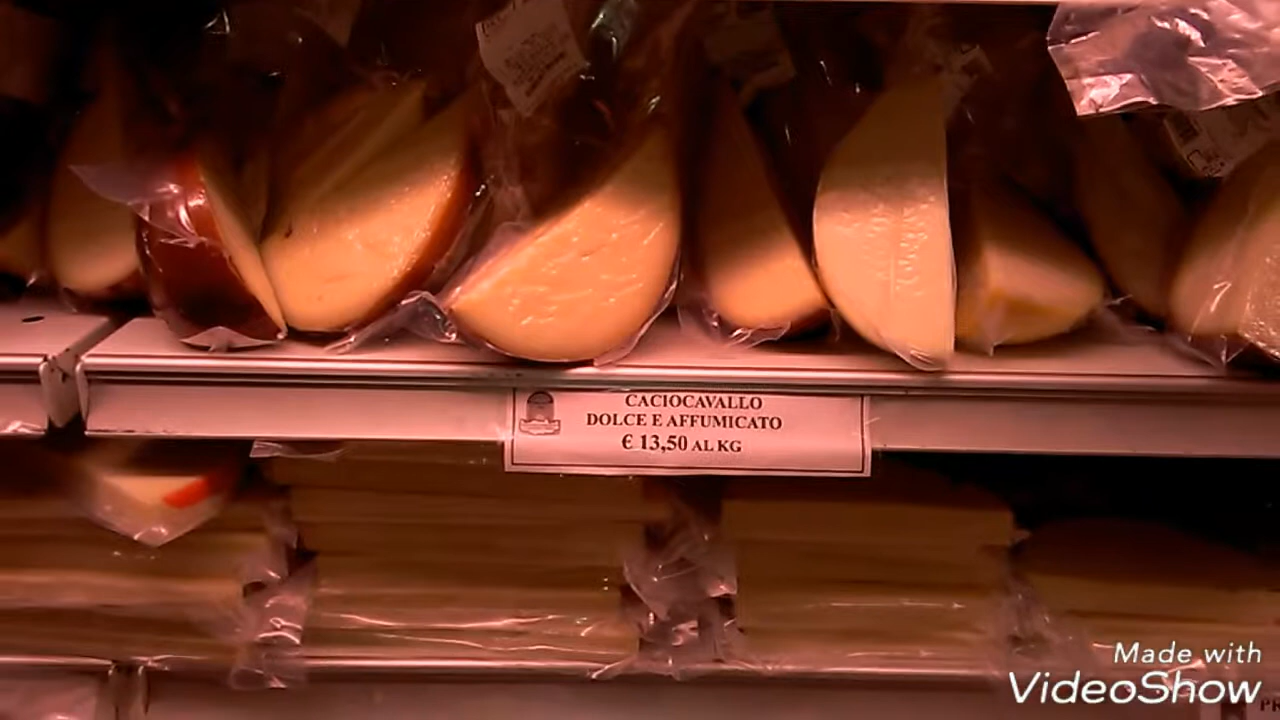 CACIOCAVALLO
DOLCE E AFFUMICATO
€ 13,50 AL KG
Made with
VideoShow